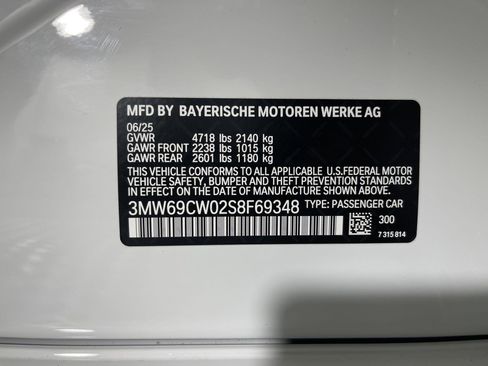 MFD BY BAYERISCHE MOTOREN WERKE AG
06/25
GVWR 4718 lbs 2140 kg
GAWR FRONT 2238 lbs 1015 kg
GAWR REAR 2601 lbs 1180 kg
THIS VEHICLE CONFORMS TO ALL APPLICABLE U.S.FEDERAL MOTOR
VEHICLE SAFETY, BUMPER AND THEFT PREVENTION STANDARDS
IN EFFECT ON THE DATE OF MANUFACTURE SHOWN ABOVE.
3MW69CW02S8F69348 TYPE: PASSENGER CAR
300
7 315 814